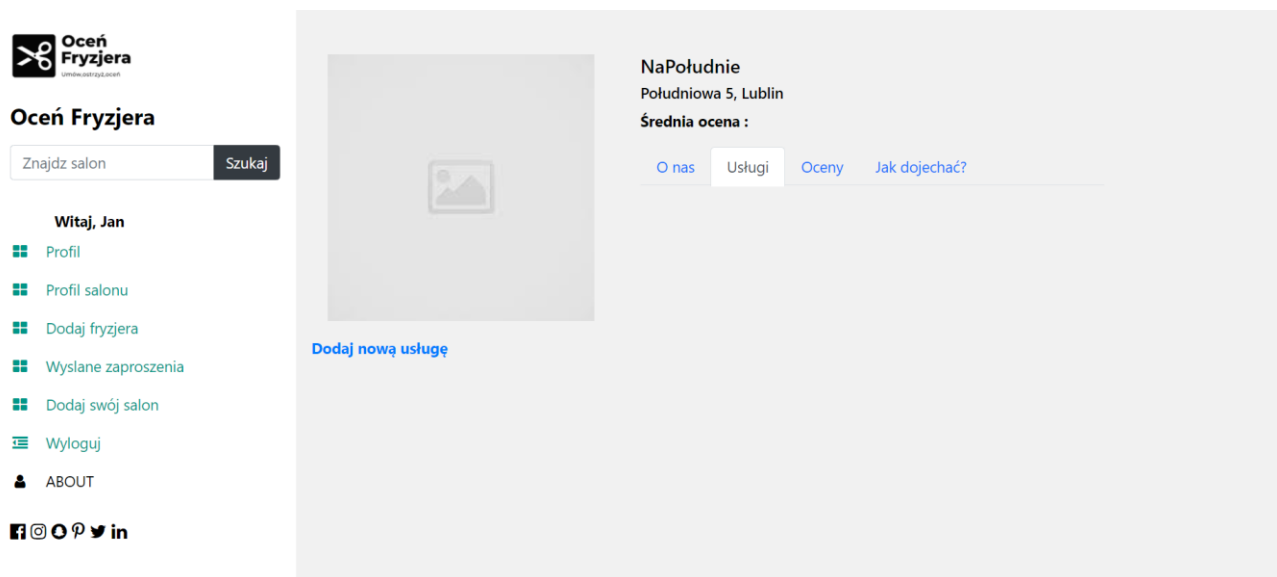 Oceń
Fryzjera
Umów.ostrzyż.oceń
Oceń Fryzjera
Znajdz salon
Szukaj
Witaj, Jan
Profil
Profil salonu
Dodaj fryzjera
Wyslane zaproszenia
Dodaj swój salon
Wyloguj
ABOUT
NaPołudnie
Południowa 5, Lublin
Średnia ocena :
O nas Usługi Oceny Jak dojechać?
Dodaj nową usługę